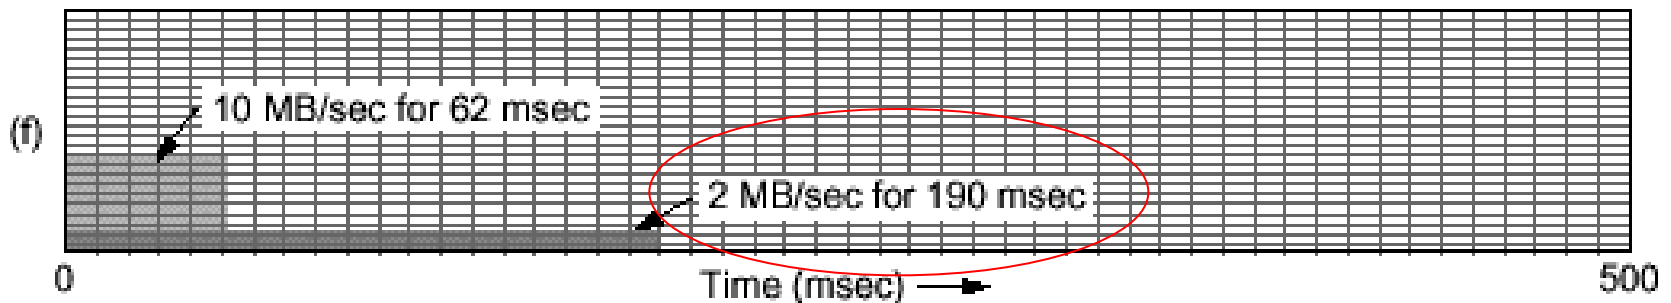 10 MB/sec for 62 msec
(f)
2 MB/sec for 190 msec
0
Time (msec)
500